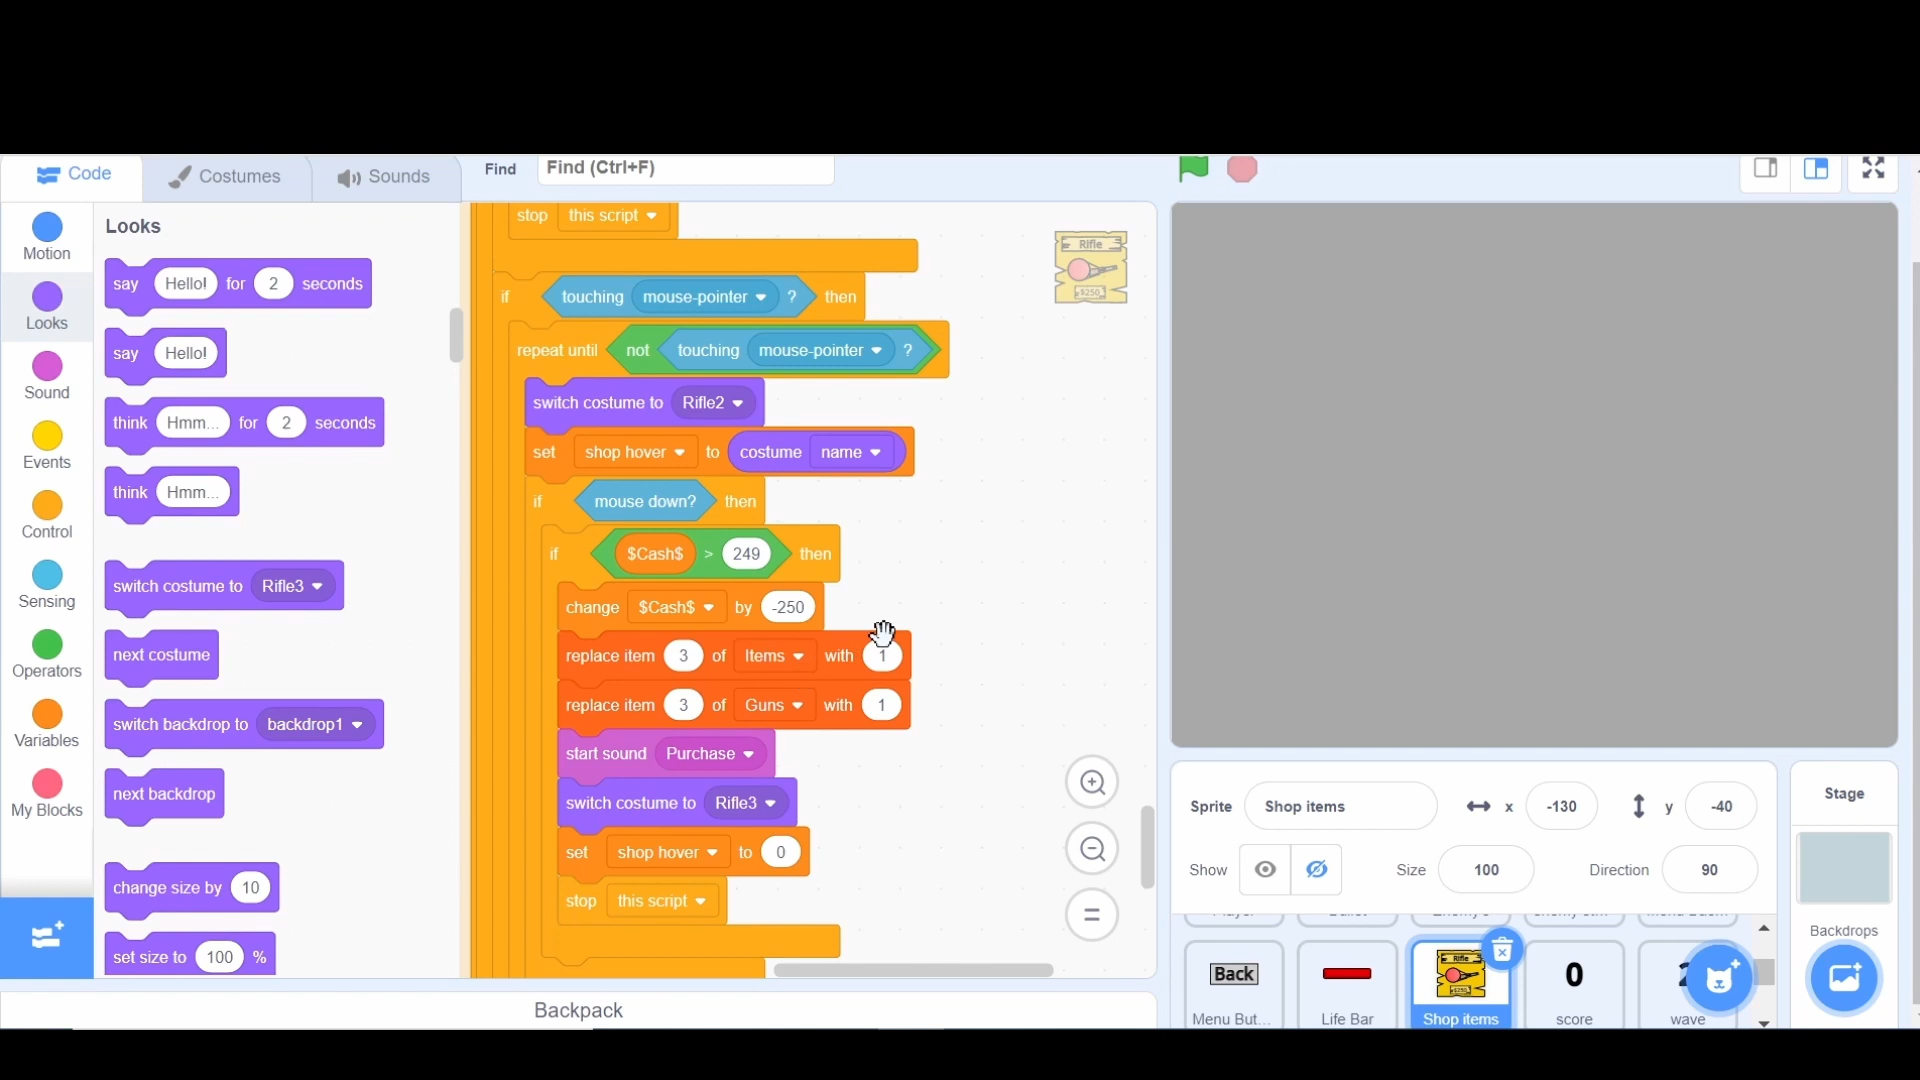 Code
Costumes
Sounds
Find
Find (Ctrl+F)
Motion
Looks
Sound
Events
Control
Sensing
Operators
Variables
My Blocks
Looks
say Hello! for 2 seconds
say Hello!
think Hmm... for 2 seconds
think Hmm...
switch costume to Rifle3
next costume
switch backdrop to backdrop1
next backdrop
change size by 10
set size to 100 %
stop this script
if touching mouse-pointer ? then
repeat until not touching mouse-pointer ?
switch costume to Rifle2
set shop hover to costume name
if mouse down? then
if $Cash$ > 249 then
change $Cash$ by -250
replace item 3 of Items with 1
replace item 3 of Guns with 1
start sound Purchase
switch costume to Rifle3
set shop hover to 0
stop this script
Rifle
$250
Backpack
Sprite Shop items x -130 y -40
Show Size 100 Direction 90
Back
Menu But...
Life Bar
Rifle
$250
Shop items
0
score
2
wave
Stage
Backdrops